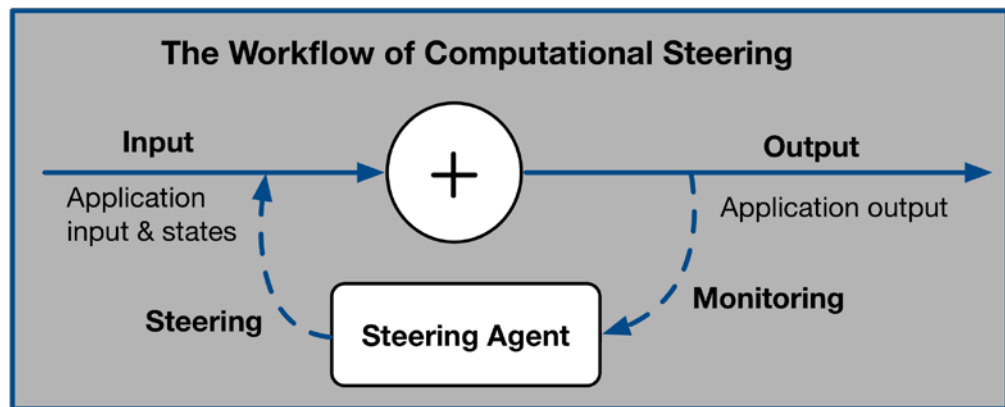 The Workflow of Computational Steering
Input
Output
Application
input & states
+
Application output
Steering
Monitoring
Steering Agent